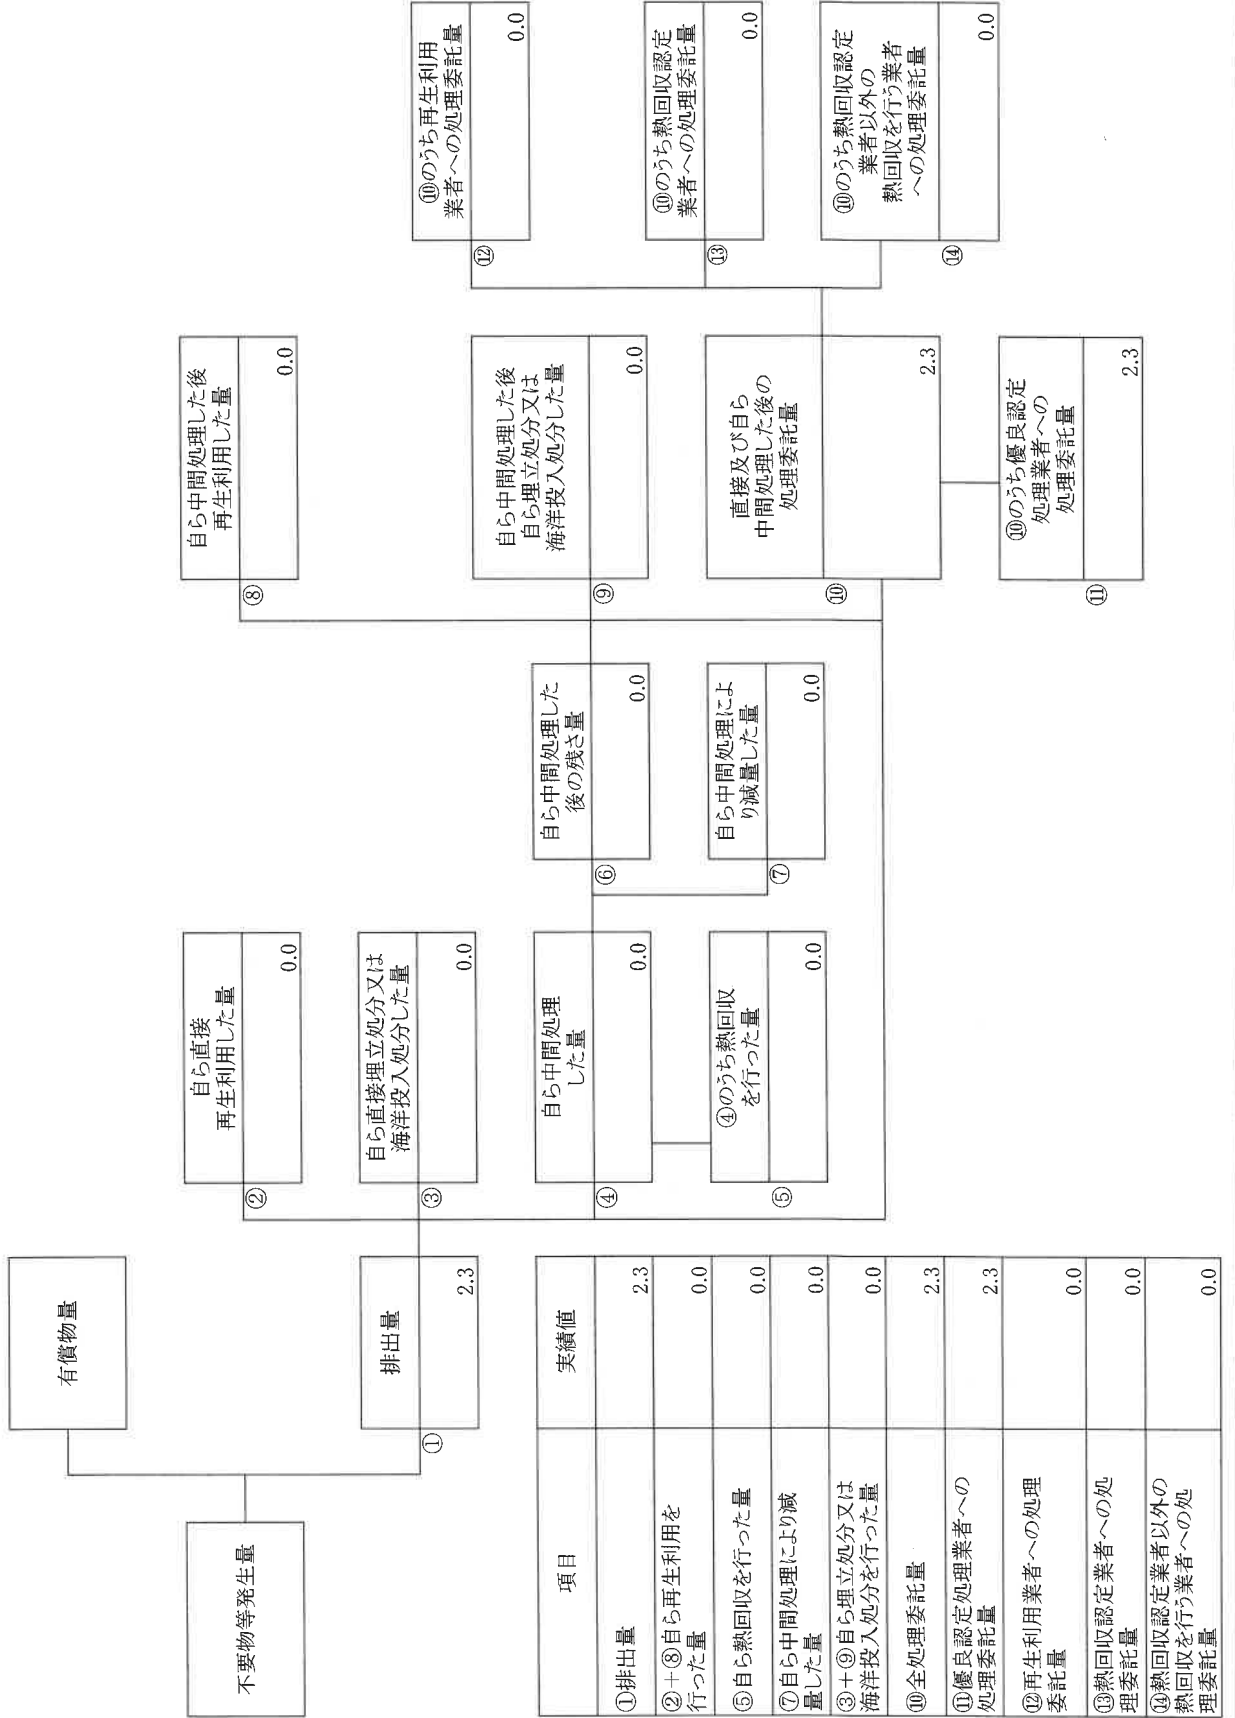 不要物等発生量
有償物量
①
排出量
2.3
②
自ら直接
再生利用した量
0.0
③
自ら直接埋立処分又は
海洋投入処分した量
0.0
④
自ら中間処理
した量
0.0
⑤
④のうち熱回収
を行った量
0.0
⑥
自ら中間処理した
後の残さ量
0.0
⑦
自ら中間処理によ
り減量した量
0.0
⑧
自ら中間処理した後
再生利用した量
0.0
⑨
自ら中間処理した後
自ら埋立処分又は
海洋投入処分した量
0.0
⑩
直接及び自ら
中間処理した後の
処理委託量
2.3
⑪
⑩のうち優良認定
処理業者への
処理委託量
2.3
⑫
⑩のうち再生利用
業者への処理委託量
0.0
⑬
⑩のうち熱回収認定
業者への処理委託量
0.0
⑭
⑩のうち熱回収認定
業者以外の
熱回収を行う業者
への処理委託量
0.0
項目 実績値
①排出量 2.3
②+⑧自ら再生利用を
行った量 0.0
⑤自ら熱回収を行った量 0.0
⑦自ら中間処理により減
量した量 0.0
③+⑨自ら埋立処分又は
海洋投入処分を行った量 0.0
⑩全処理委託量 2.3
⑪優良認定処理業者への
処理委託量 2.3
⑫再生利用業者への処理
委託量 0.0
⑬熱回収認定業者への処
理委託量 0.0
⑭熱回収認定業者以外の
熱回収を行う業者への処
理委託量 0.0